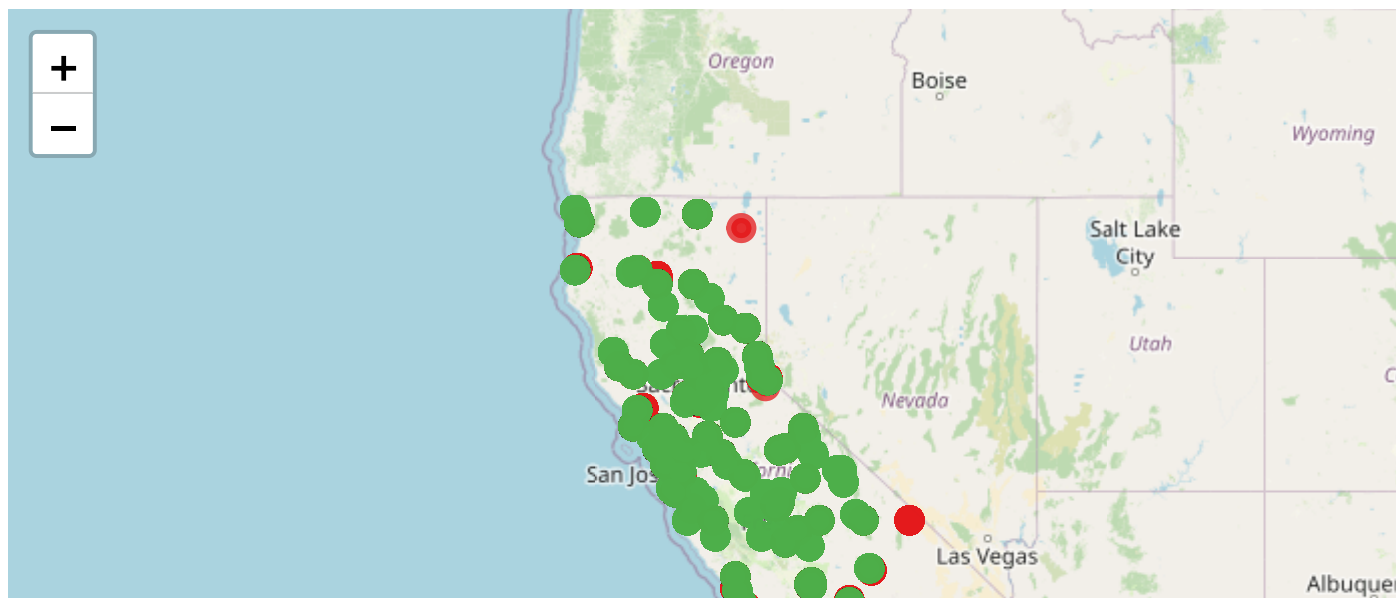 +
−
Oregon
Boise
Wyoming
Salt Lake
City
Utah
Nevada
San Jos
Las Vegas
Albuquer